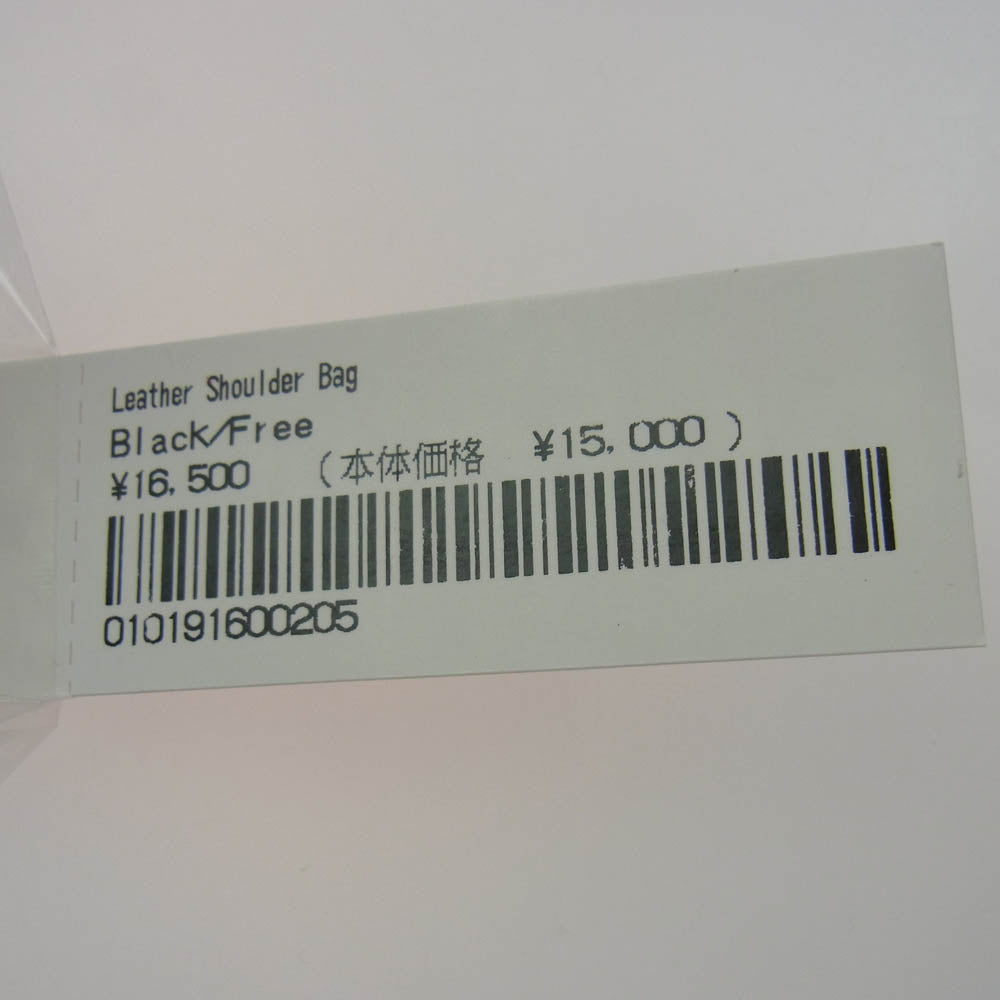 Leather Shoulder Bag
Black/Free
¥16,500 (本体価格 ¥15,000 )
010191600205